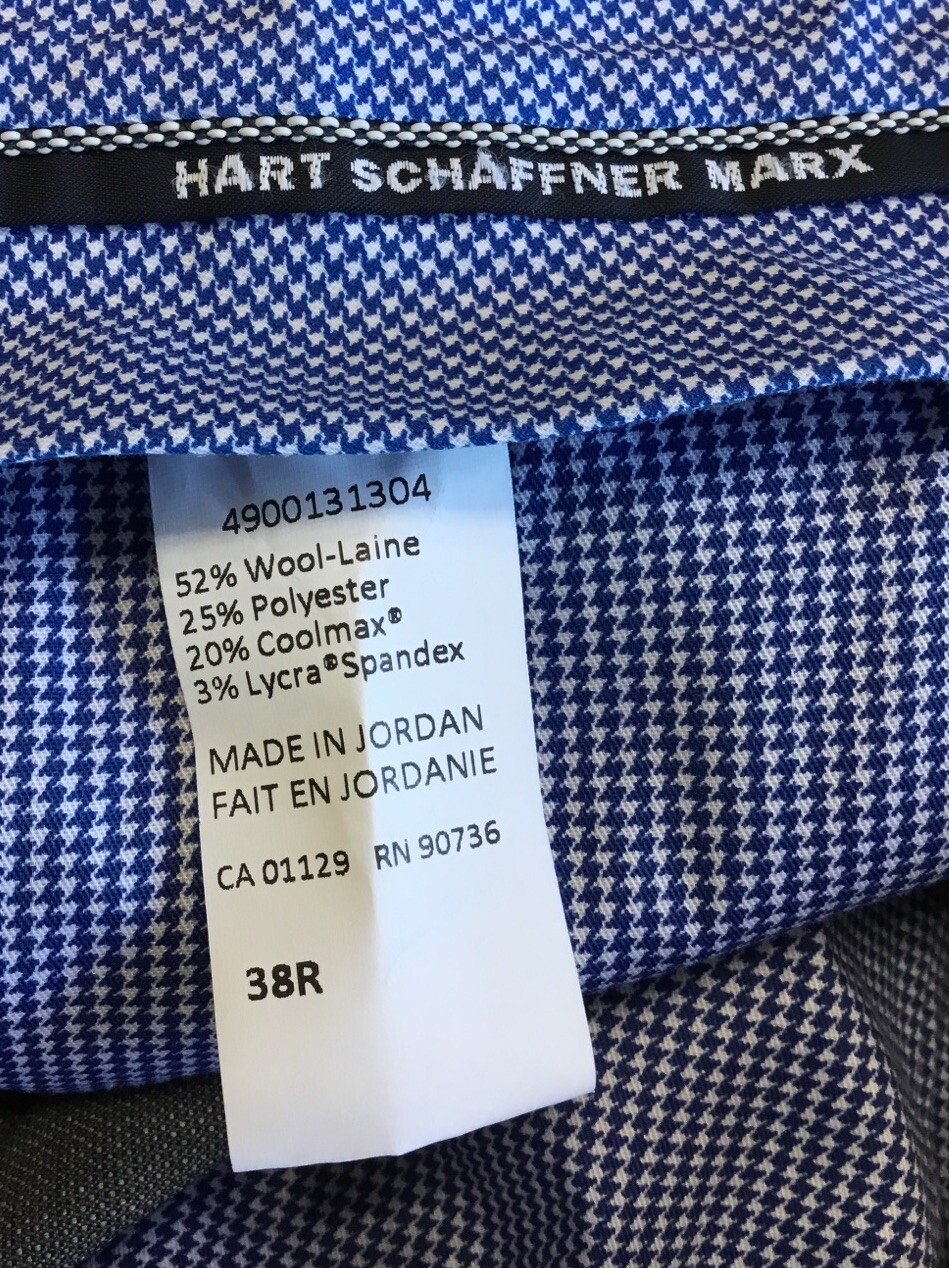 HART SCHAFFNER MARX
4900131304
52% Wool-Laine
25% Polyester
20% Coolmax®
3% Lycra®Spandex
MADE IN JORDAN
FAIT EN JORDANIE
CA 01129 RN 90736
38R